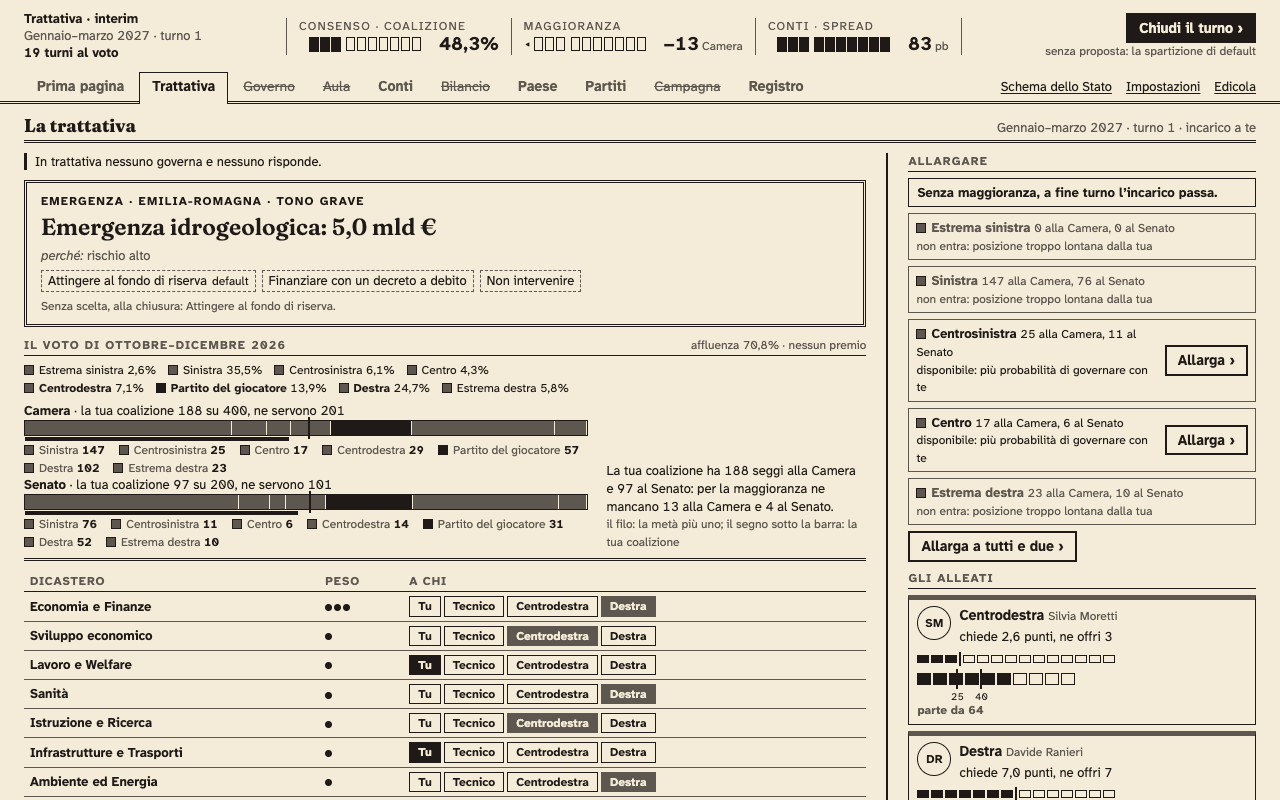 Trattativa · interim
Gennaio–marzo 2027 · turno 1
19 turni al voto
CONSENSO · COALIZIONE
48,3%
MAGGIORANZA
−13 Camera
CONTI · SPREAD
83 pb
Chiudi il turno ›
senza proposta: la spartizione di default
Prima pagina
Trattativa
Governo
Aula
Conti
Bilancio
Paese
Partiti
Campagna
Registro
Schema dello Stato
Impostazioni
Edicola
La trattativa
Gennaio–marzo 2027 · turno 1 · incarico a te
In trattativa nessuno governa e nessuno risponde.
EMERGENZA · EMILIA-ROMAGNA · TONO GRAVE
Emergenza idrogeologica: 5,0 mld €
perché: rischio alto
Attingere al fondo di riserva default
Finanziare con un decreto a debito
Non intervenire
Senza scelta, alla chiusura: Attingere al fondo di riserva.
IL VOTO DI OTTOBRE–DICEMBRE 2026
affluenza 70,8% · nessun premio
Estrema sinistra 2,6% Sinistra 35,5% Centrosinistra 6,1% Centro 4,3%
Centrodestra 7,1% Partito del giocatore 13,9% Destra 24,7% Estrema destra 5,8%
Camera · la tua coalizione 188 su 400, ne servono 201
Sinistra 147 Centrosinistra 25 Centro 17 Centrodestra 29 Partito del giocatore 57
Destra 102 Estrema destra 23
Senato · la tua coalizione 97 su 200, ne servono 101
Sinistra 76 Centrosinistra 11 Centro 6 Centrodestra 14 Partito del giocatore 31
Destra 52 Estrema destra 10
La tua coalizione ha 188 seggi alla Camera
e 97 al Senato: per la maggioranza ne
mancano 13 alla Camera e 4 al Senato.
il filo: la metà più uno; il segno sotto la barra: la
tua coalizione
DICASTERO PESO A CHI
Economia e Finanze Tu Tecnico Centrodestra Destra
Sviluppo economico Tu Tecnico Centrodestra Destra
Lavoro e Welfare Tu Tecnico Centrodestra Destra
Sanità Tu Tecnico Centrodestra Destra
Istruzione e Ricerca Tu Tecnico Centrodestra Destra
Infrastrutture e Trasporti Tu Tecnico Centrodestra Destra
Ambiente ed Energia Tu Tecnico Centrodestra Destra
ALLARGARE
Senza maggioranza, a fine turno l’incarico passa.
Estrema sinistra 0 alla Camera, 0 al Senato
non entra: posizione troppo lontana dalla tua
Sinistra 147 alla Camera, 76 al Senato
non entra: posizione troppo lontana dalla tua
Centrosinistra 25 alla Camera, 11 al
Senato
disponibile: più probabilità di governare con
te
Allarga ›
Centro 17 alla Camera, 6 al Senato
disponibile: più probabilità di governare con
te
Allarga ›
Estrema destra 23 alla Camera, 10 al Senato
non entra: posizione troppo lontana dalla tua
Allarga a tutti e due ›
GLI ALLEATI
SM
Centrodestra Silvia Moretti
chiede 2,6 punti, ne offri 3
25 40
parte da 64
DR
Destra Davide Ranieri
chiede 7,0 punti, ne offri 7